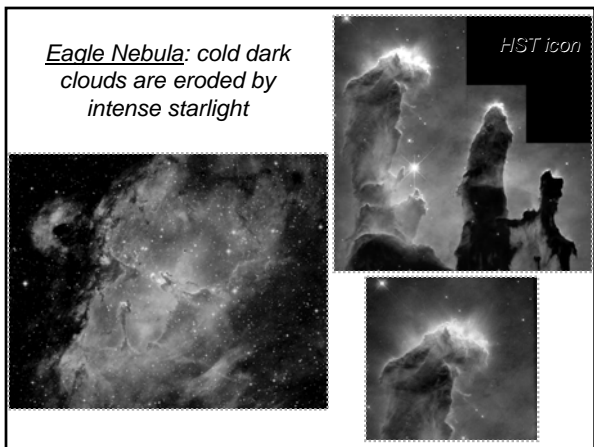 Eagle Nebula: cold dark
clouds are eroded by
intense starlight
HST icon